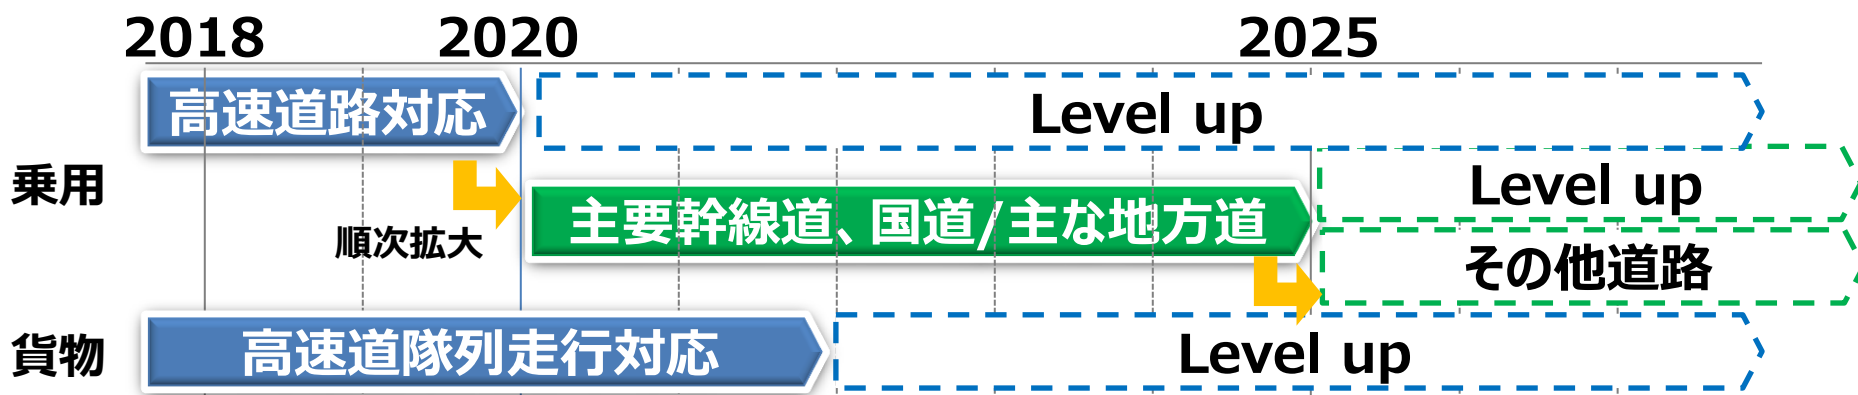 2018 2020 2025
高速道路対応 Level up
乗用
順次拡大
主要幹線道、国道/主な地方道
Level up
その他道路
貨物
高速道隊列走行対応 Level up